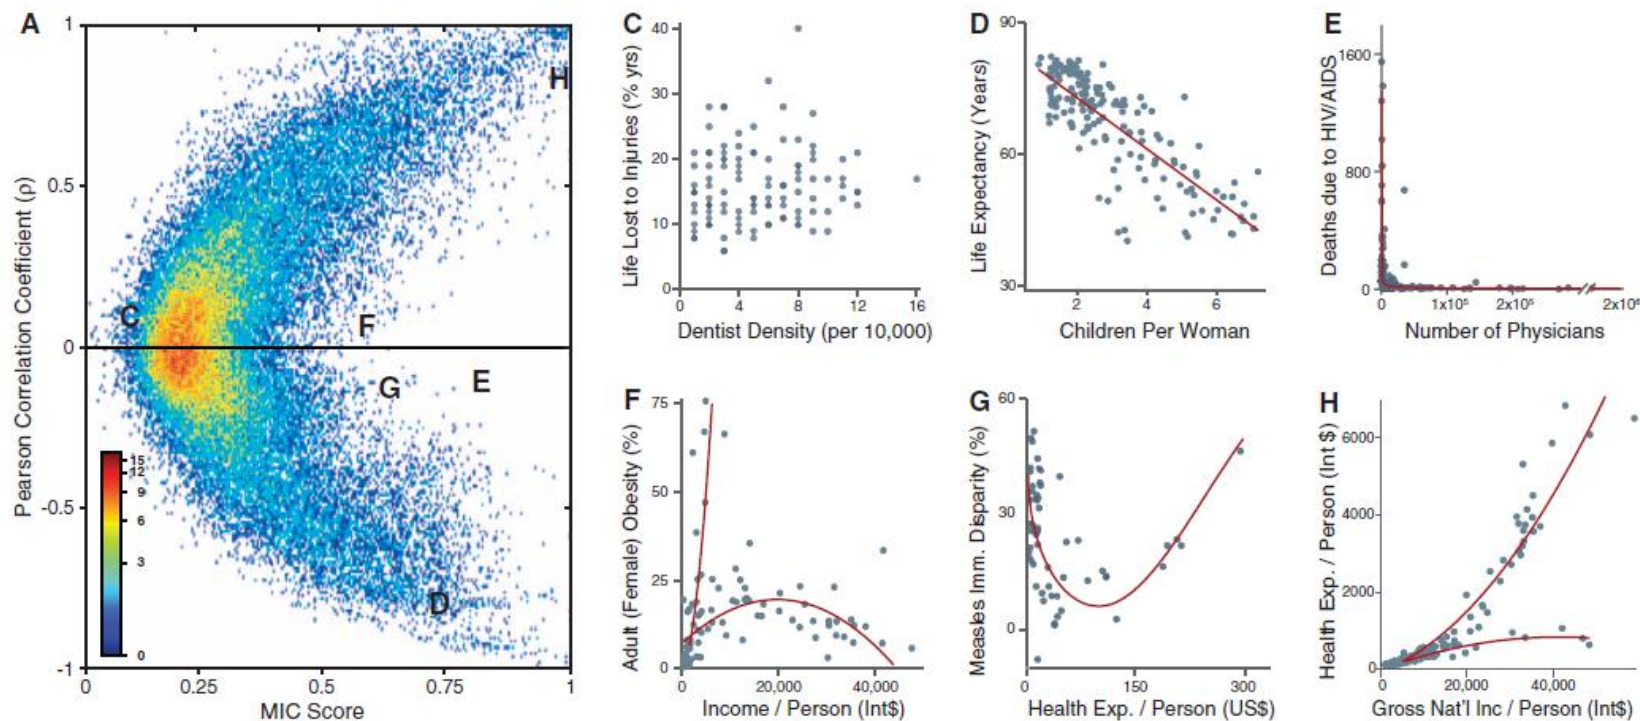 A
1
0.5
0
-0.5
-1
Pearson Correlation Coefficient (ρ)
C
H
F
G
E
D
15
12
9
6
3
0
0
0.25
0.5
0.75
1
MIC Score
C
40
30
20
10
0
Life Lost to Injuries (% yrs)
0
4
8
12
16
Dentist Density (per 10,000)
D
90
60
30
Life Expectancy (Years)
2
4
6
Children Per Woman
E
1600
800
0
Deaths due to HIV/AIDS
0
1x10⁵
2x10⁵
2x10⁶
Number of Physicians
F
75
50
25
0
Adult (Female) Obesity (%)
0
20,000
40,000
Income / Person (Int$)
G
60
30
0
Measles Imm. Disparity (%)
0
150
300
Health Exp. / Person (US$)
H
6000
4000
2000
0
Health Exp. / Person (Int $)
0
20,000
40,000
Gross Nat'l Inc / Person (Int$)